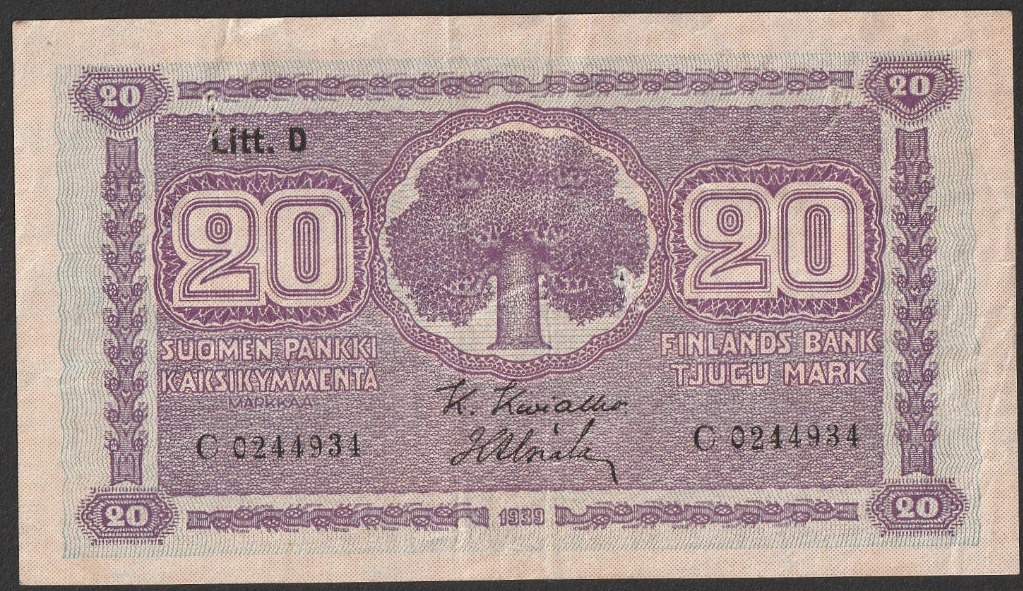 20 20
Litt. D
20 20
SUOMEN PANKKI
KAKSIKYMMENTÄ
MARKKAA
FINLANDS BANK
TJUGU MARK
C 0244934
C 0244934
20 1939 20